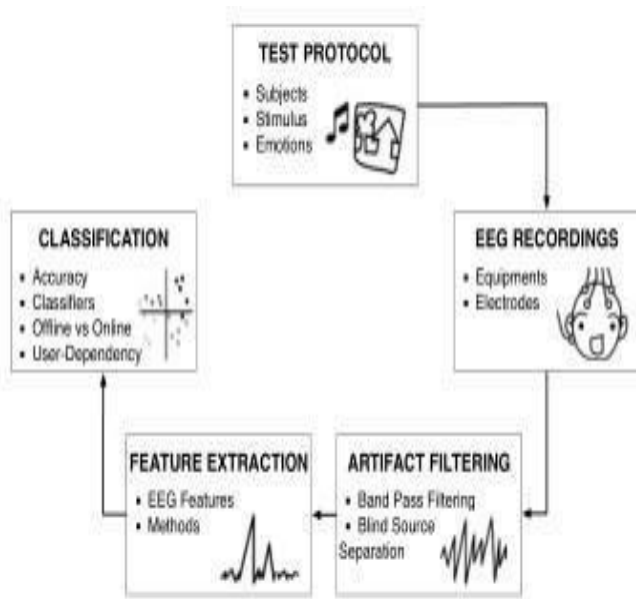 TEST PROTOCOL
• Subjects
• Stimulus
• Emotions
EEG RECORDINGS
• Equipments
• Electrodes
ARTIFACT FILTERING
• Band Pass Filtering
• Blind Source
Separation
FEATURE EXTRACTION
• EEG Features
• Methods
CLASSIFICATION
• Accuracy
• Classifiers
• Offline vs Online
• User-Dependency